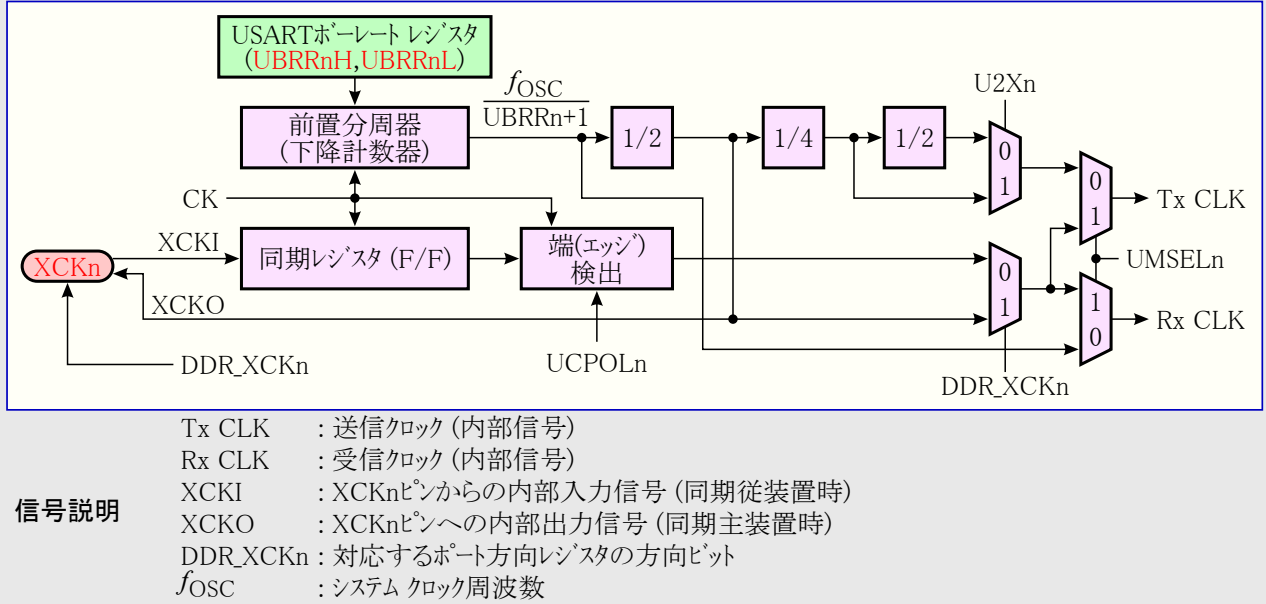 USARTﾎﾞｰﾚｰﾄ ﾚｼﾞｽﾀ
(UBRRnH,UBRRnL)
fOSC
UBRRn+1
U2Xn
前置分周器
(下降計数器)
1/2
1/4
1/2
0
1
0
1
Tx CLK
CK
XCKI
同期ﾚｼﾞｽﾀ (F/F)
端(ｴｯｼﾞ)
検出
0
1
UMSELn
XCKn
XCKO
1
0
Rx CLK
DDR_XCKn
UCPOLn
DDR_XCKn
信号説明
Tx CLK : 送信ｸﾛｯｸ (内部信号)
Rx CLK : 受信ｸﾛｯｸ (内部信号)
XCKI : XCKnﾋﾟﾝからの内部入力信号 (同期従装置時)
XCKO : XCKnﾋﾟﾝへの内部出力信号 (同期主装置時)
DDR_XCKn : 対応するﾎﾟｰﾄ方向ﾚｼﾞｽﾀの方向ﾋﾞｯﾄ
fOSC : ｼｽﾃﾑ ｸﾛｯｸ周波数